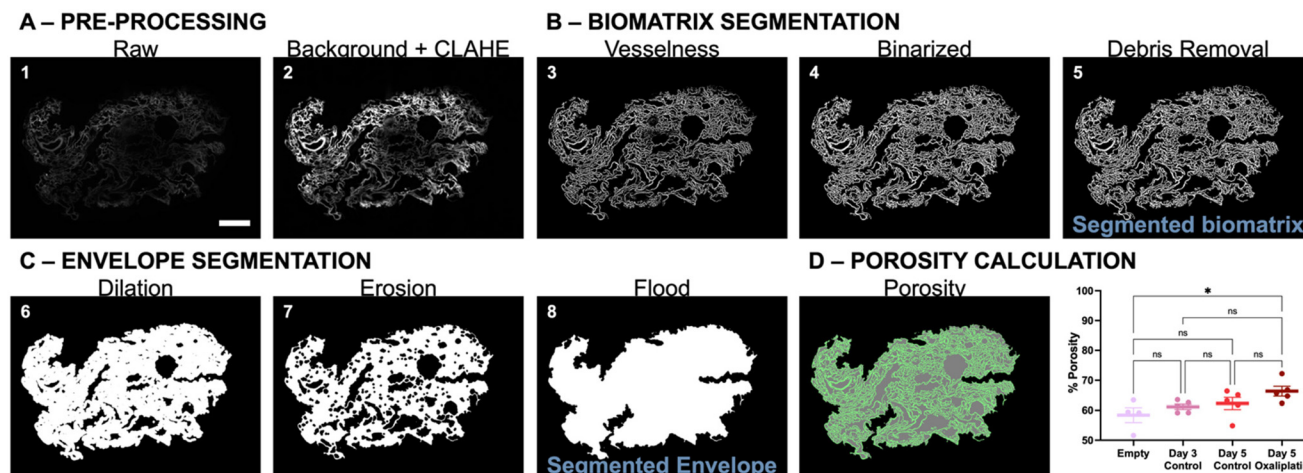 A – PRE-PROCESSING
B – BIOMATRIX SEGMENTATION
Raw
Background + CLAHE
Vesselness
Binarized
Debris Removal
1
2
3
4
5
Segmented biomatrix
C – ENVELOPE SEGMENTATION
D – POROSITY CALCULATION
Dilation
Erosion
Flood
Porosity
6
7
8
Segmented Envelope
% Porosity
100
90
80
70
60
50
*
ns
ns
ns
ns
ns
Empty
Day 3
Control
Day 5
Control
Day 5
Oxaliplatin